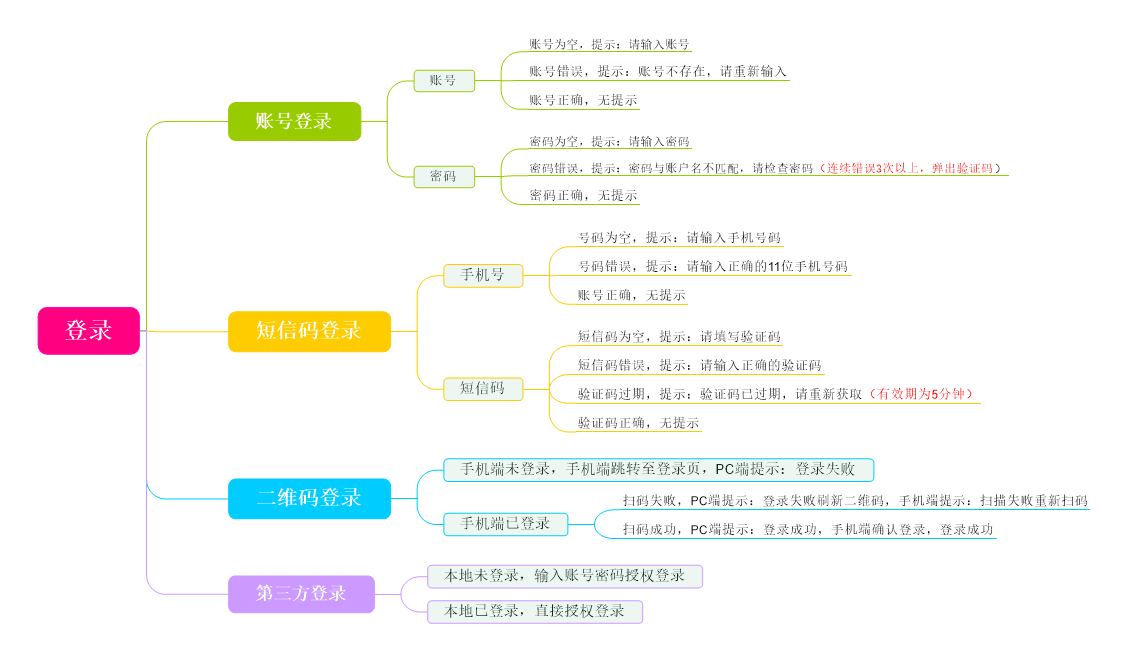 登录
账号登录
账号
账号为空，提示：请输入账号
账号错误，提示：账号不存在，请重新输入
账号正确，无提示
密码
密码为空，提示：请输入密码
密码错误，提示：密码与账户名不匹配，请检查密码（连续错误3次以上，弹出验证码）
密码正确，无提示
短信码登录
手机号
号码为空，提示：请输入手机号码
号码错误，提示：请输入正确的11位手机号码
账号正确，无提示
短信码
短信码为空，提示：请填写验证码
短信码错误，提示：请输入正确的验证码
验证码过期，提示：验证码已过期，请重新获取（有效期为5分钟）
验证码正确，无提示
二维码登录
手机端未登录，手机端跳转至登录页，PC端提示：登录失败
手机端已登录
扫码失败，PC端提示：登录失败刷新二维码，手机端提示：扫描失败重新扫码
扫码成功，PC端提示：登录成功，手机端确认登录，登录成功
第三方登录
本地未登录，输入账号密码授权登录
本地已登录，直接授权登录